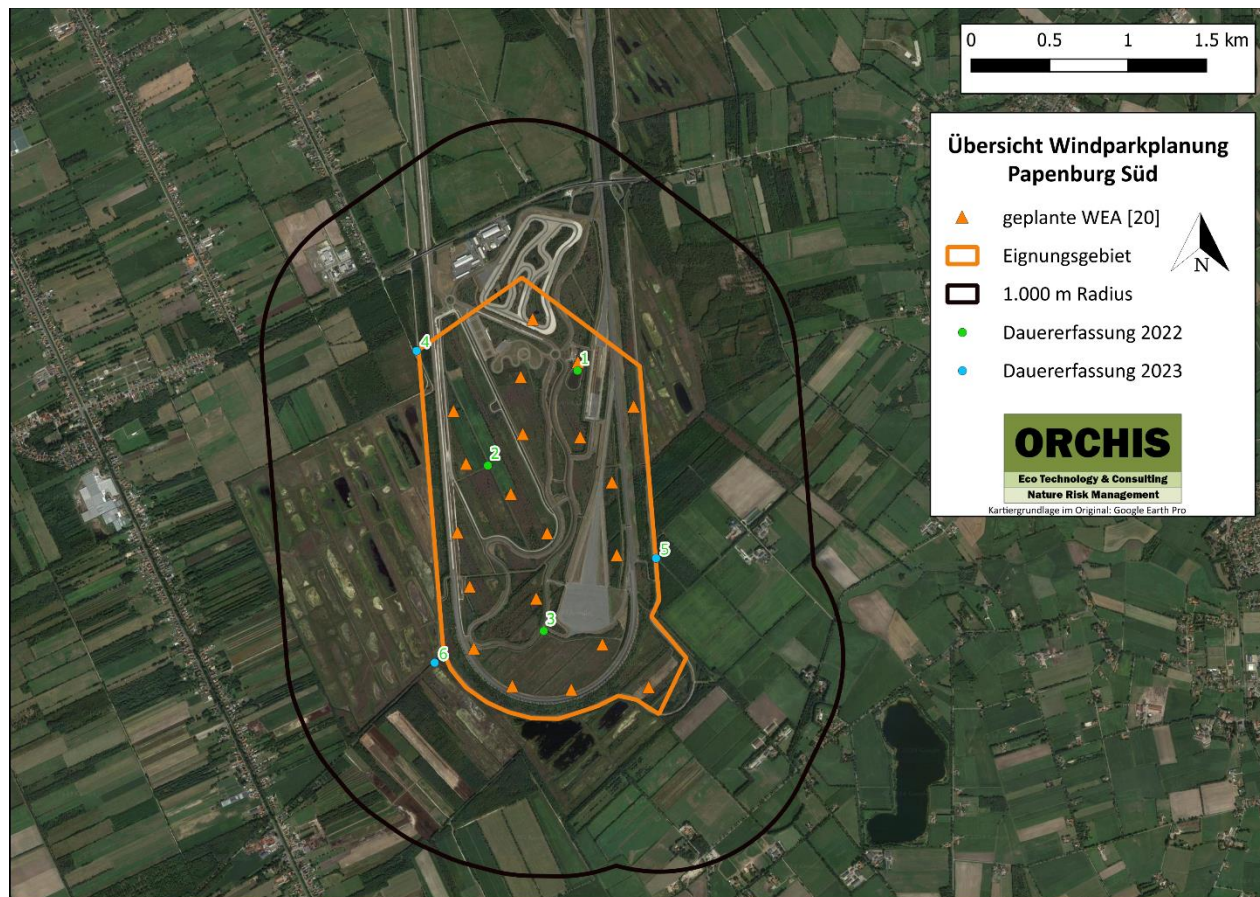 0 0.5 1 1.5 km
Übersicht Windparkplanung
Papenburg Süd
geplante WEA [20]
Eignungsgebiet
N
1.000 m Radius
Dauererfassung 2022
Dauererfassung 2023
ORCHIS
Eco Technology & Consulting
Nature Risk Management
Kartiergrundlage im Original: Google Earth Pro
4
1
2
5
3
6